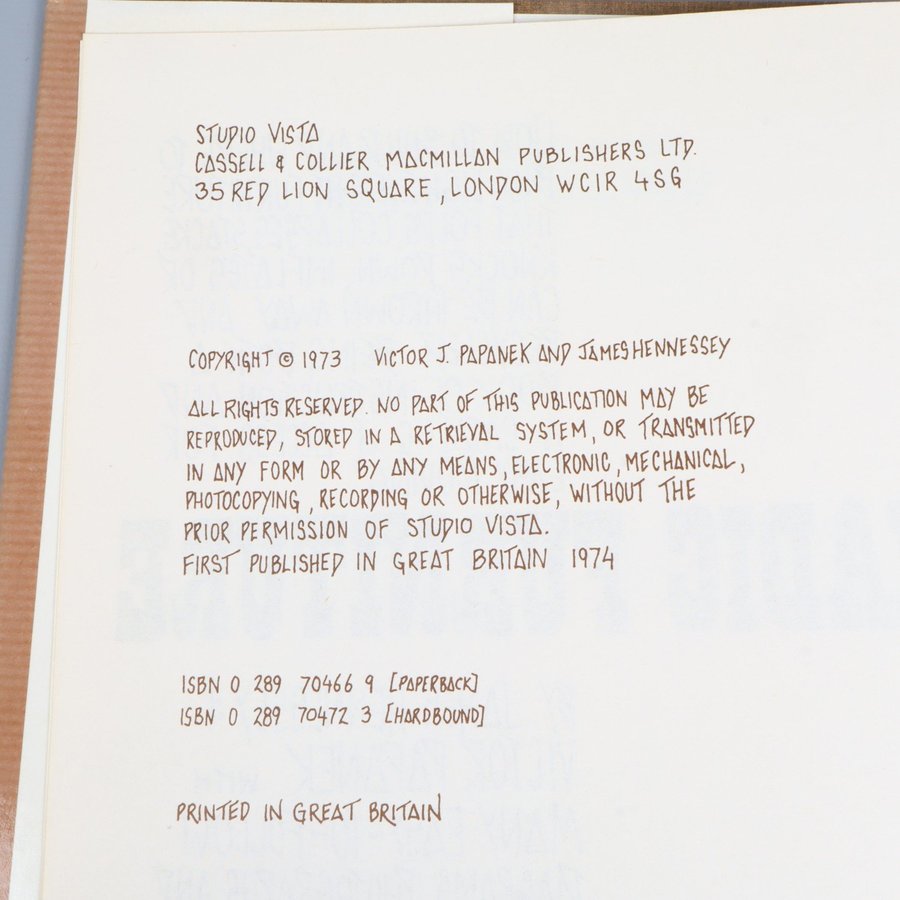 STUDIO VISTA
CASSELL & COLLIER MACMILLAN PUBLISHERS LTD.
35 RED LION SQUARE, LONDON WCIR 4SG
COPYRIGHT © 1973 VICTOR J. PAPANEK AND JAMES HENNESSEY
ALL RIGHTS RESERVED. NO PART OF THIS PUBLICATION MAY BE
REPRODUCED, STORED IN A RETRIEVAL SYSTEM, OR TRANSMITTED
IN ANY FORM OR BY ANY MEANS, ELECTRONIC, MECHANICAL,
PHOTOCOPYING, RECORDING OR OTHERWISE, WITHOUT THE
PRIOR PERMISSION OF STUDIO VISTA.
FIRST PUBLISHED IN GREAT BRITAIN 1974
ISBN 0 289 70466 9 [PAPERBACK]
ISBN 0 289 70472 3 [HARDBOUND]
PRINTED IN GREAT BRITAIN